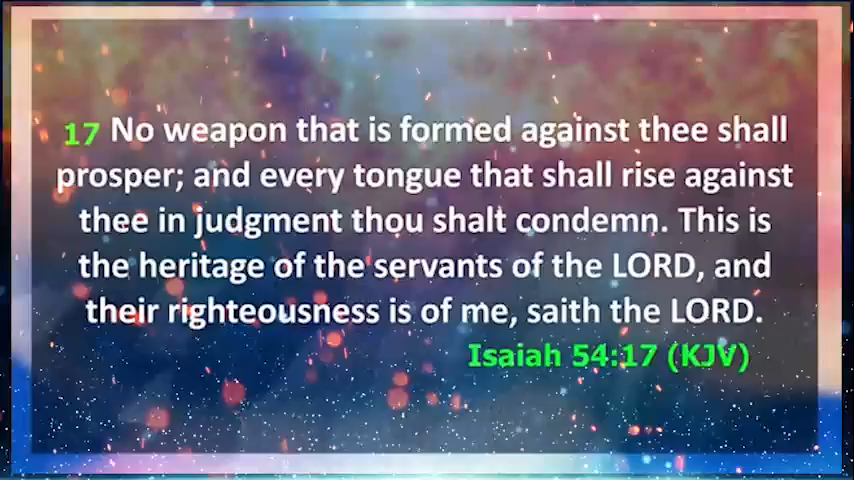 17 No weapon that is formed against thee shall
prosper; and every tongue that shall rise against
thee in judgment thou shalt condemn. This is
the heritage of the servants of the LORD, and
their righteousness is of me, saith the LORD.
Isaiah 54:17 (KJV)